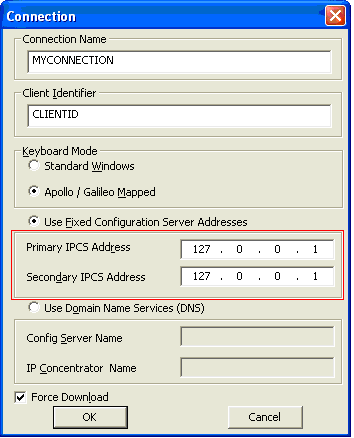 Connection
Connection Name
MYCONNECTION
Client Identifier
CLIENTID
Keyboard Mode
Standard Windows
Apollo / Galileo Mapped
Use Fixed Configuration Server Addresses
Primary IPCS Address 127 . 0 . 0 . 1
Secondary IPCS Address 127 . 0 . 0 . 1
Use Domain Name Services (DNS)
Config Server Name
IP Concentrator Name
Force Download
OK Cancel